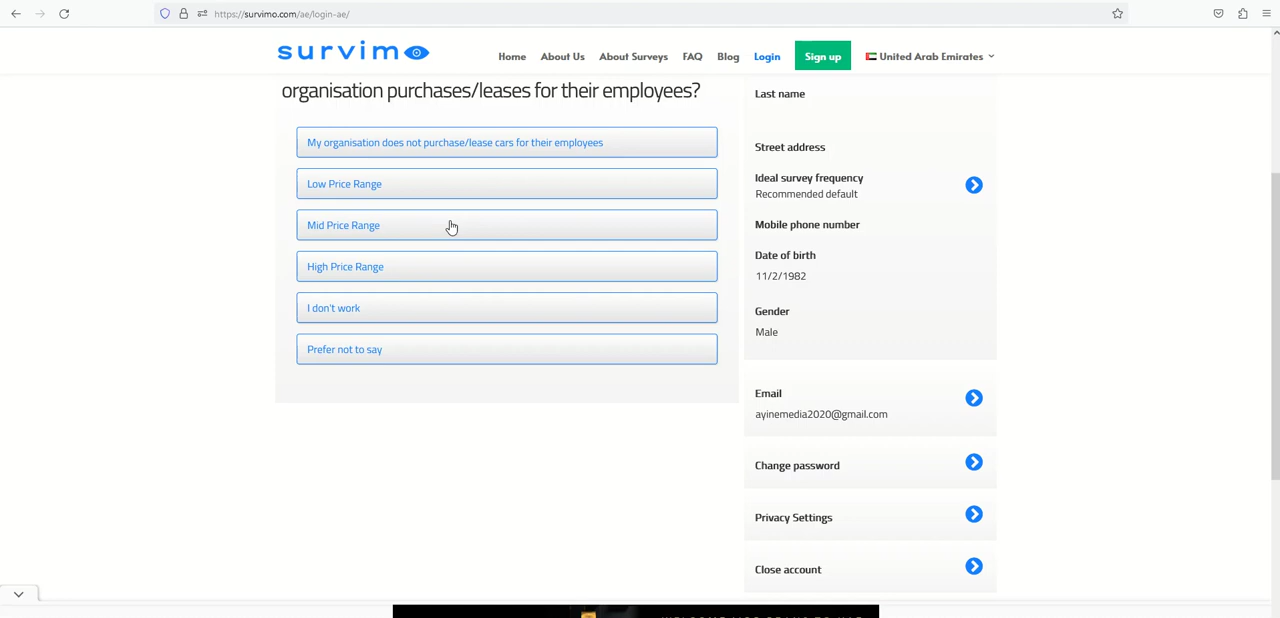 https://survimo.com/ae/login-ae/
survimo
Home About Us About Surveys FAQ Blog Login Sign up United Arab Emirates
organisation purchases/leases for their employees?
My organisation does not purchase/lease cars for their employees
Low Price Range
Mid Price Range
High Price Range
I don't work
Prefer not to say
Last name
Street address
Ideal survey frequency
Recommended default
Mobile phone number
Date of birth
11/2/1982
Gender
Male
Email
ayinemedia2020@gmail.com
Change password
Privacy Settings
Close account